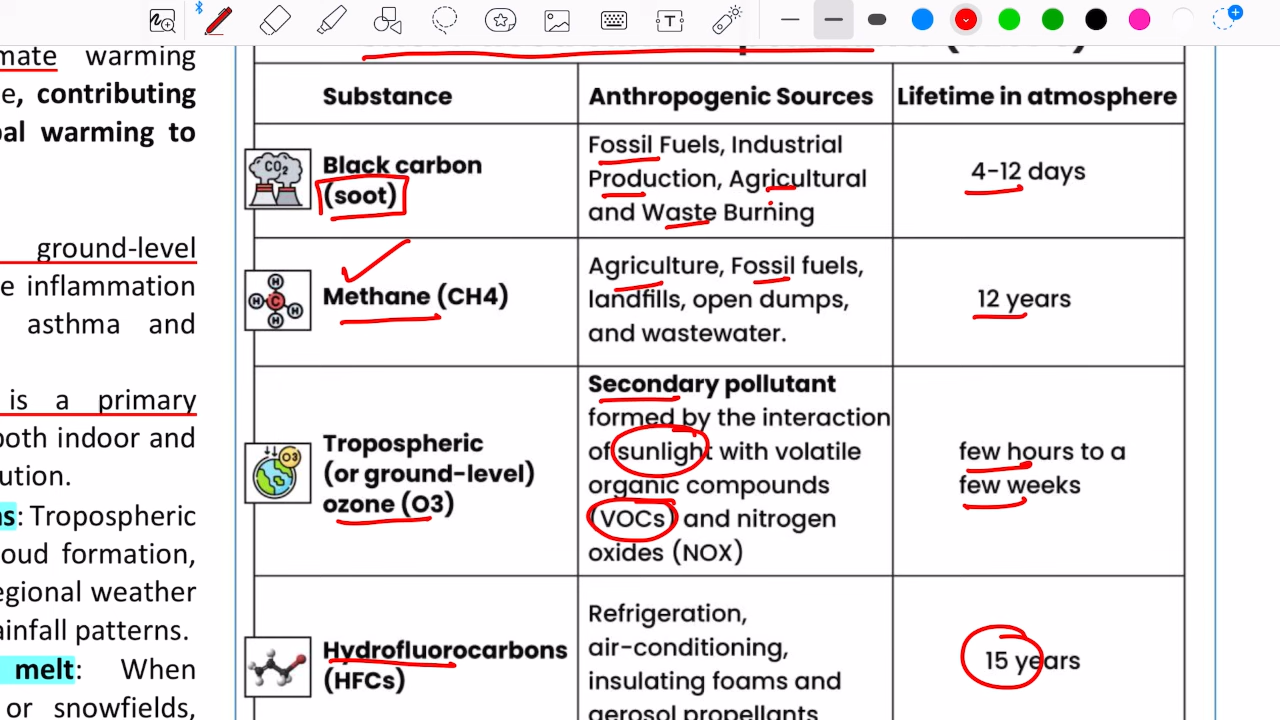 mate warming
e, contributing
bal warming to
ground-level
e inflammation
asthma and
is a primary
both indoor and
ution.
ns: Tropospheric
oud formation,
egional weather
ainfall patterns.
melt: When
or snowfields,
Substance Anthropogenic Sources Lifetime in atmosphere
CO2
Black carbon
(soot)
Fossil Fuels, Industrial
Production, Agricultural
and Waste Burning
4-12 days
H
H C H
H
Methane (CH4)
Agriculture, Fossil fuels,
landfills, open dumps,
and wastewater.
12 years
O3
Tropospheric
(or ground-level)
ozone (O3)
Secondary pollutant
formed by the interaction
of sunlight with volatile
organic compounds
(VOCs) and nitrogen
oxides (NOX)
few hours to a
few weeks
Hydrofluorocarbons
(HFCs)
Refrigeration,
air-conditioning,
insulating foams and
aerosol propellants
15 years